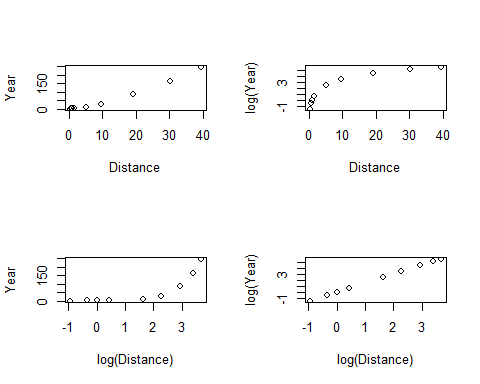 Year
150
0
0 10 20 30 40
Distance
log(Year)
3
-1
0 10 20 30 40
Distance
Year
150
0
-1 0 1 2 3
log(Distance)
log(Year)
3
-1
-1 0 1 2 3
log(Distance)